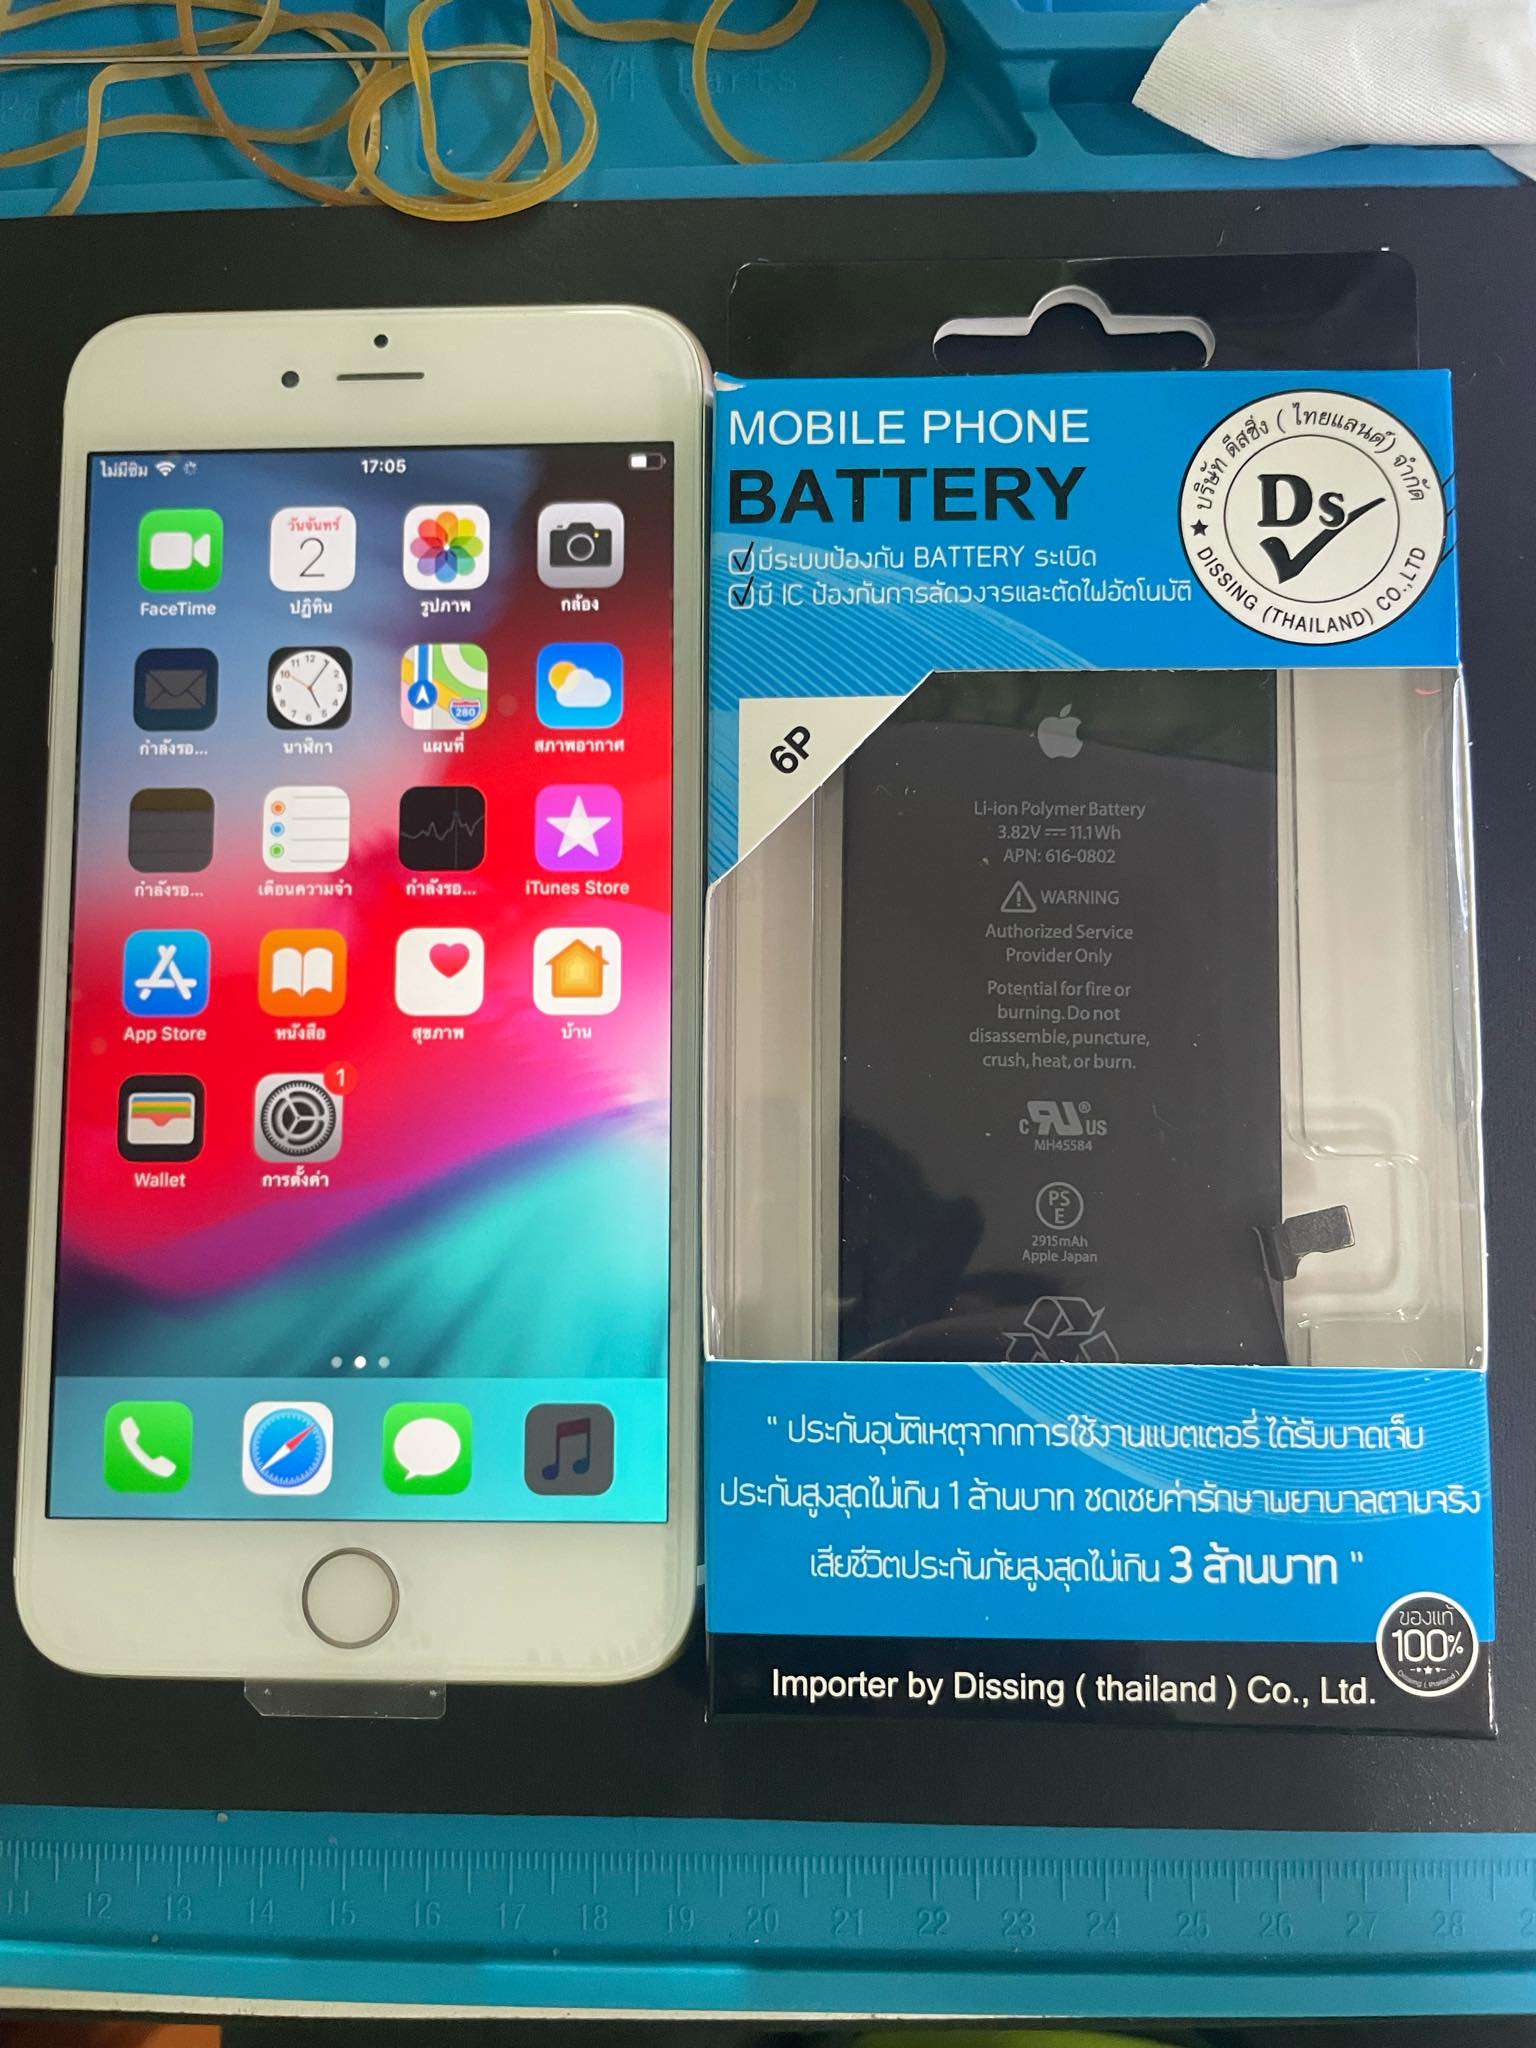 Parts
件 Parts
ไม่มีซิม
17:05
FaceTime
วันจันทร์
2
ปฏิทิน
รูปภาพ
กล้อง
กำลังรอ...
นาฬิกา
280
แผนที่
สภาพอากาศ
กำลังรอ...
เตือนความจำ
กำลังรอ...
iTunes Store
App Store
หนังสือ
สุขภาพ
บ้าน
Wallet
1
การตั้งค่า
MOBILE PHONE
BATTERY
มีระบบป้องกัน BATTERY ระเบิด
มี IC ป้องกันการลัดวงจรและตัดไฟอัตโนมัติ
บริษัท ดีสซิ่ง ( ไทยแลนด์) จำกัด
Ds
DISSING (THAILAND) CO.,LTD
6P
Li-ion Polymer Battery
3.82V 11.1Wh
APN: 616-0802
WARNING
Authorized Service
Provider Only
Potential for fire or
burning. Do not
disassemble, puncture,
crush, heat, or burn.
c RU ® US
MH45584
PS
E
2915mAh
Apple Japan
" ประกันอุบัติเหตุจากการใช้งานแบตเตอรี่ ได้รับบาดเจ็บ
ประกันสูงสุดไม่เกิน 1 ล้านบาท ชดเชยค่ารักษาพยาบาลตามจริง
เสียชีวิตประกันภัยสูงสุดไม่เกิน 3 ล้านบาท "
ของแท้
100%
Dissing ( thailand )
Importer by Dissing ( thailand ) Co., Ltd.
11 12 13 14 15 16 17 18 19 20 21 22 23 24 25 26 27 28